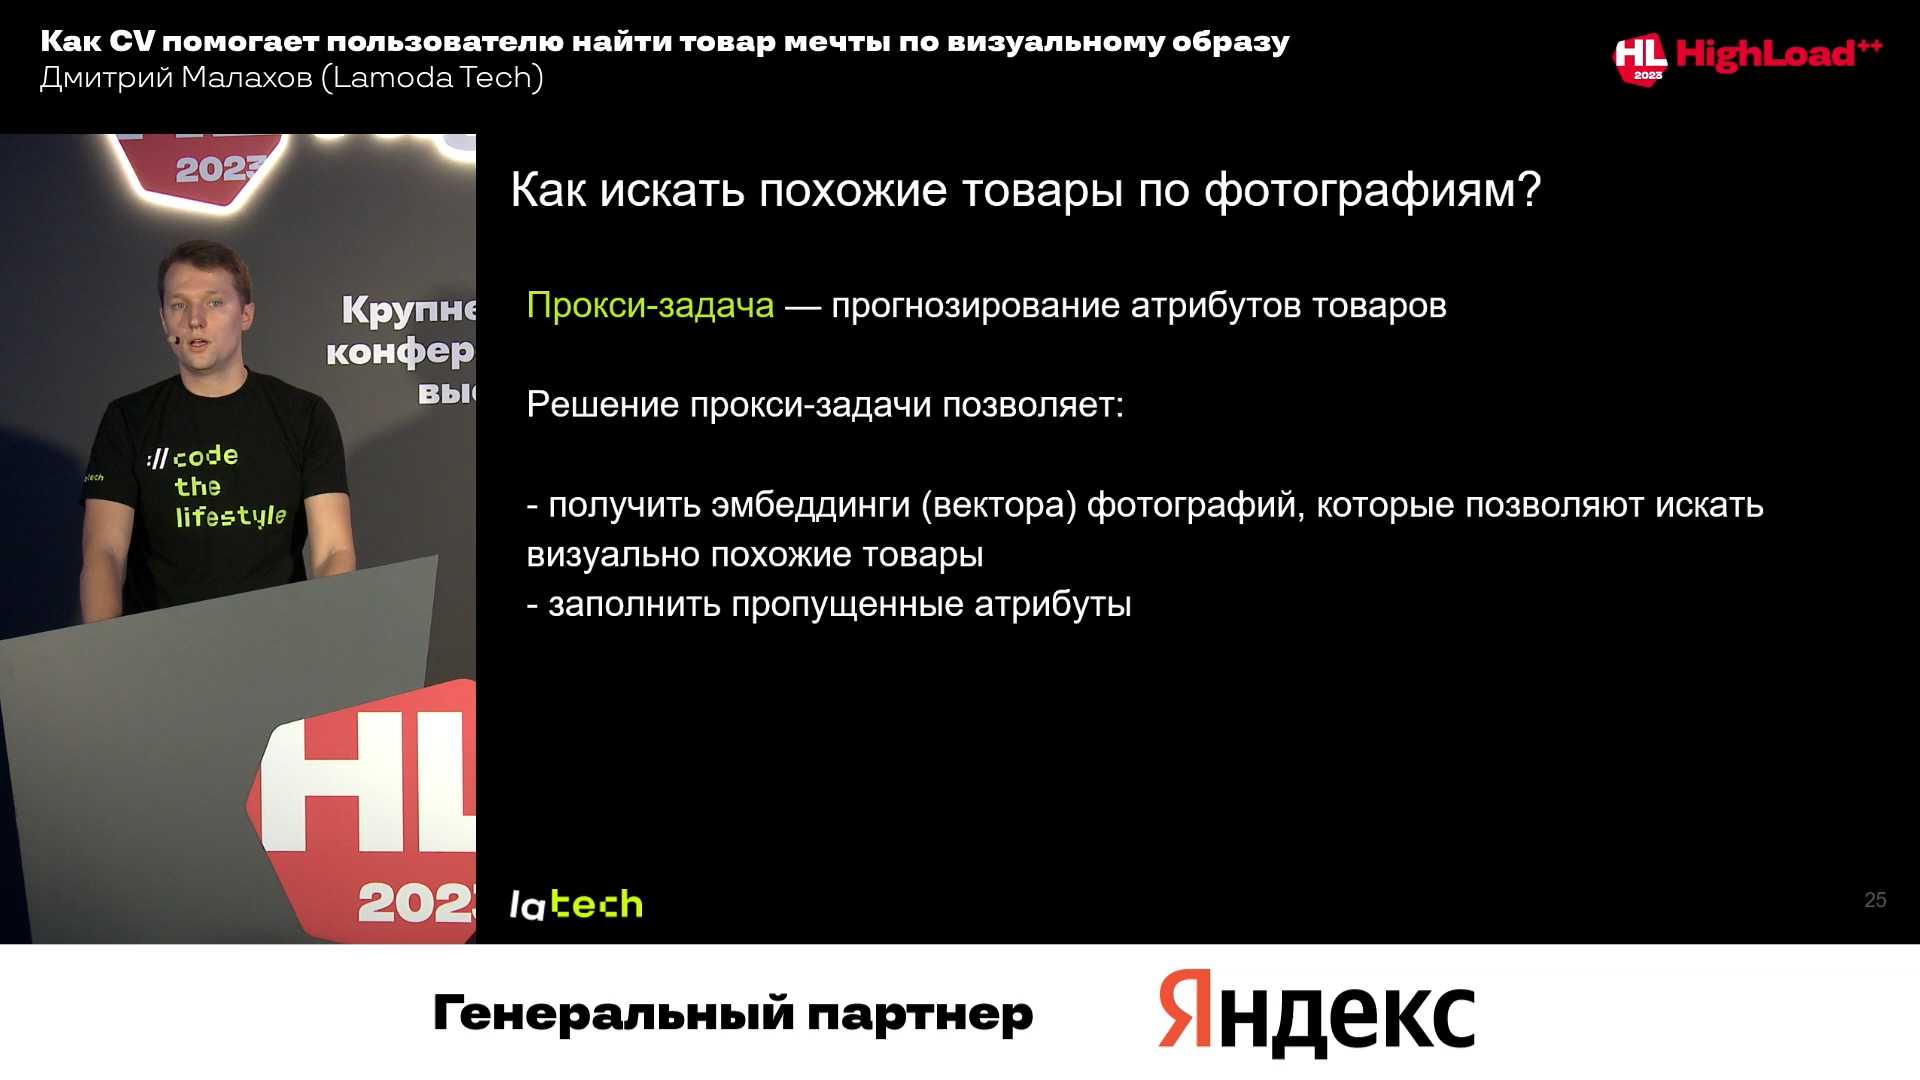 Как CV помогает пользователю найти товар мечты по визуальному образу
Дмитрий Малахов (Lamoda Tech)
HL 2023 HighLoad++
2023
Крупне
конфер
выс
:// code
the
lifestyle
tech
HL
2023
Как искать похожие товары по фотографиям?
Прокси-задача — прогнозирование атрибутов товаров
Решение прокси-задачи позволяет:
- получить эмбеддинги (вектора) фотографий, которые позволяют искать
визуально похожие товары
- заполнить пропущенные атрибуты
latech
25
Генеральный партнер
Яндекс